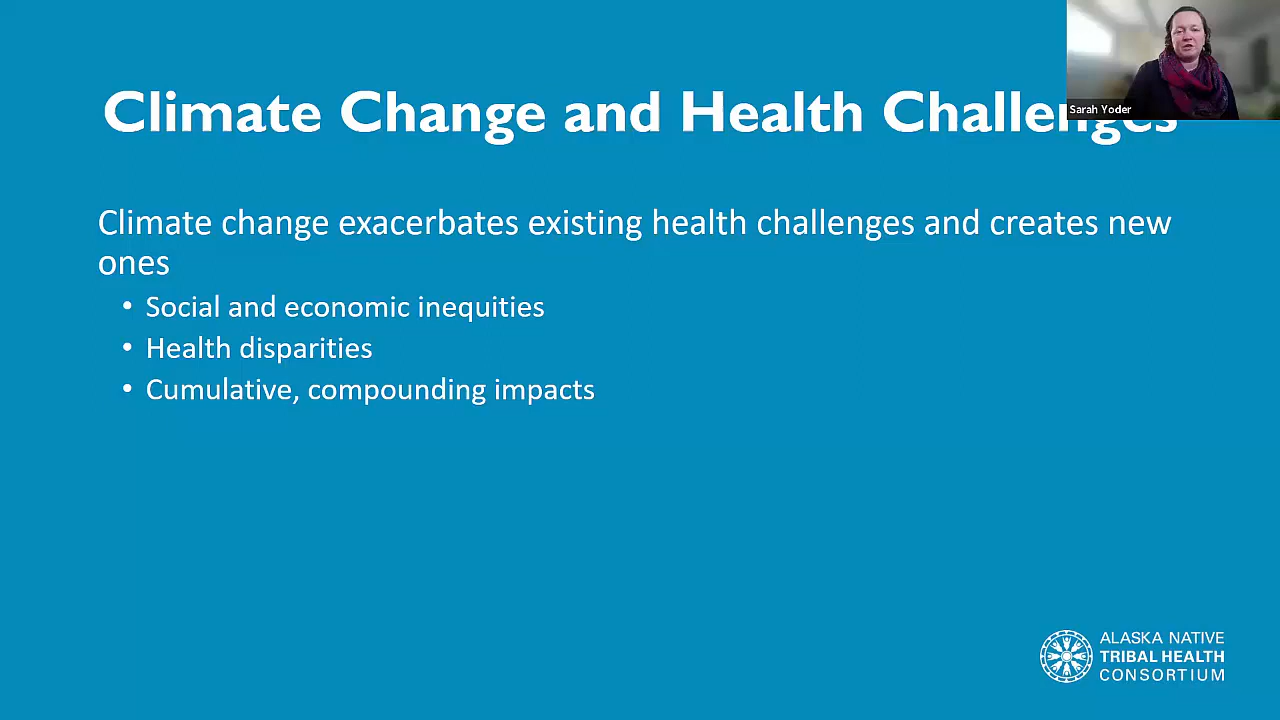 Climate Change and Health Challenges
Sarah Yoder
Climate change exacerbates existing health challenges and creates new
ones
• Social and economic inequities
• Health disparities
• Cumulative, compounding impacts
ALASKA NATIVE
TRIBAL HEALTH
CONSORTIUM